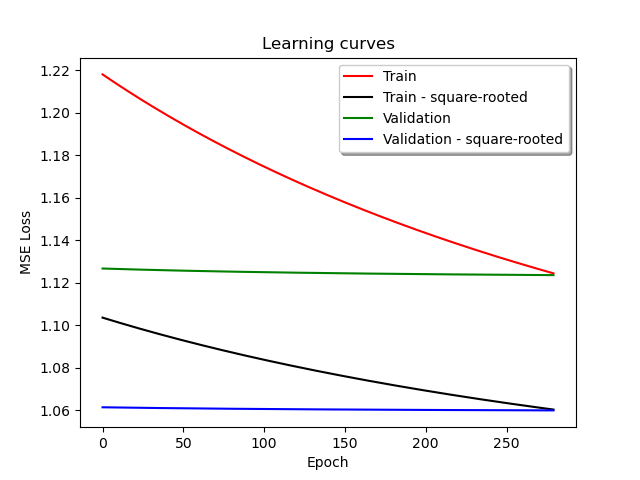 Learning curves
1.22
1.20
1.18
1.16
1.14
1.12
1.10
1.08
1.06
MSE Loss
Train
Train - square-rooted
Validation
Validation - square-rooted
0 50 100 150 200 250
Epoch